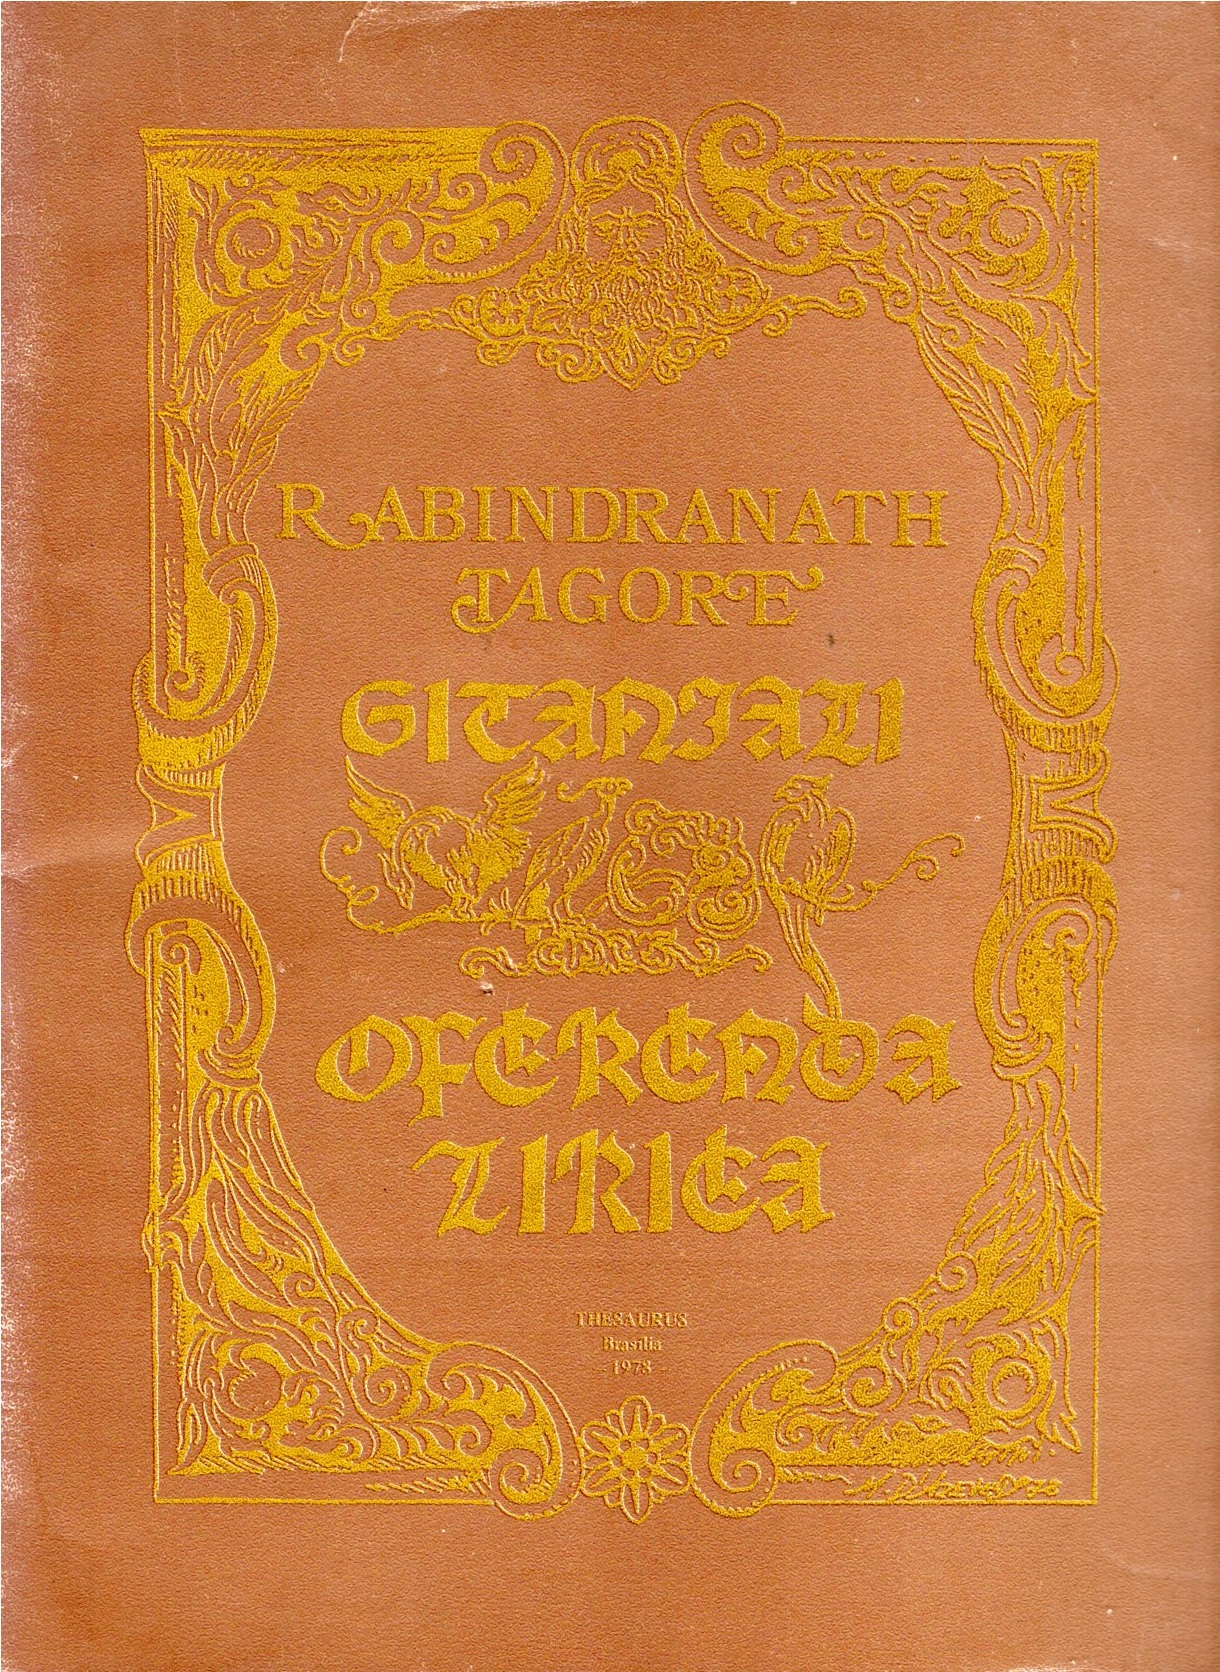 RABINDRANATH
TAGORE
GITANJALI
OFERENDA
LIRICA
THESAURUS
Brasília
1978